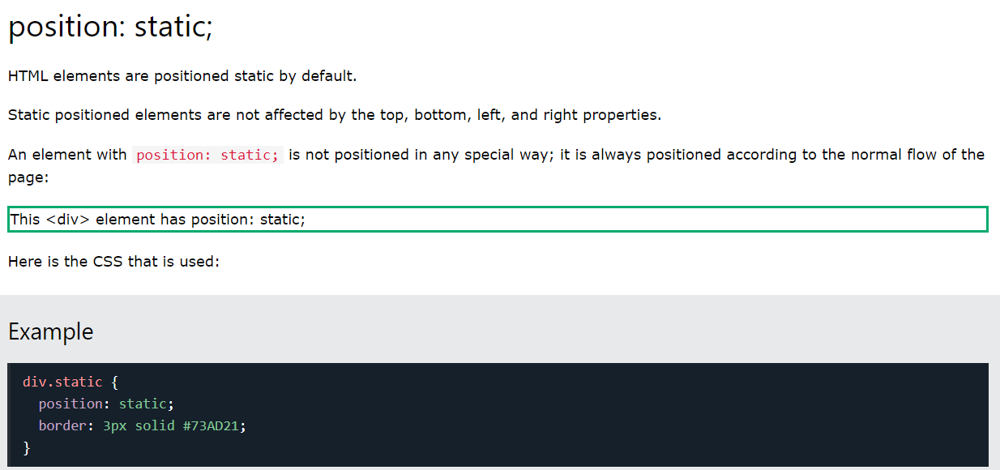 position: static;
HTML elements are positioned static by default.
Static positioned elements are not affected by the top, bottom, left, and right properties.
An element with position: static; is not positioned in any special way; it is always positioned according to the normal flow of the
page:
This <div> element has position: static;
Here is the CSS that is used:
Example
div.static {
  position: static;
  border: 3px solid #73AD21;
}